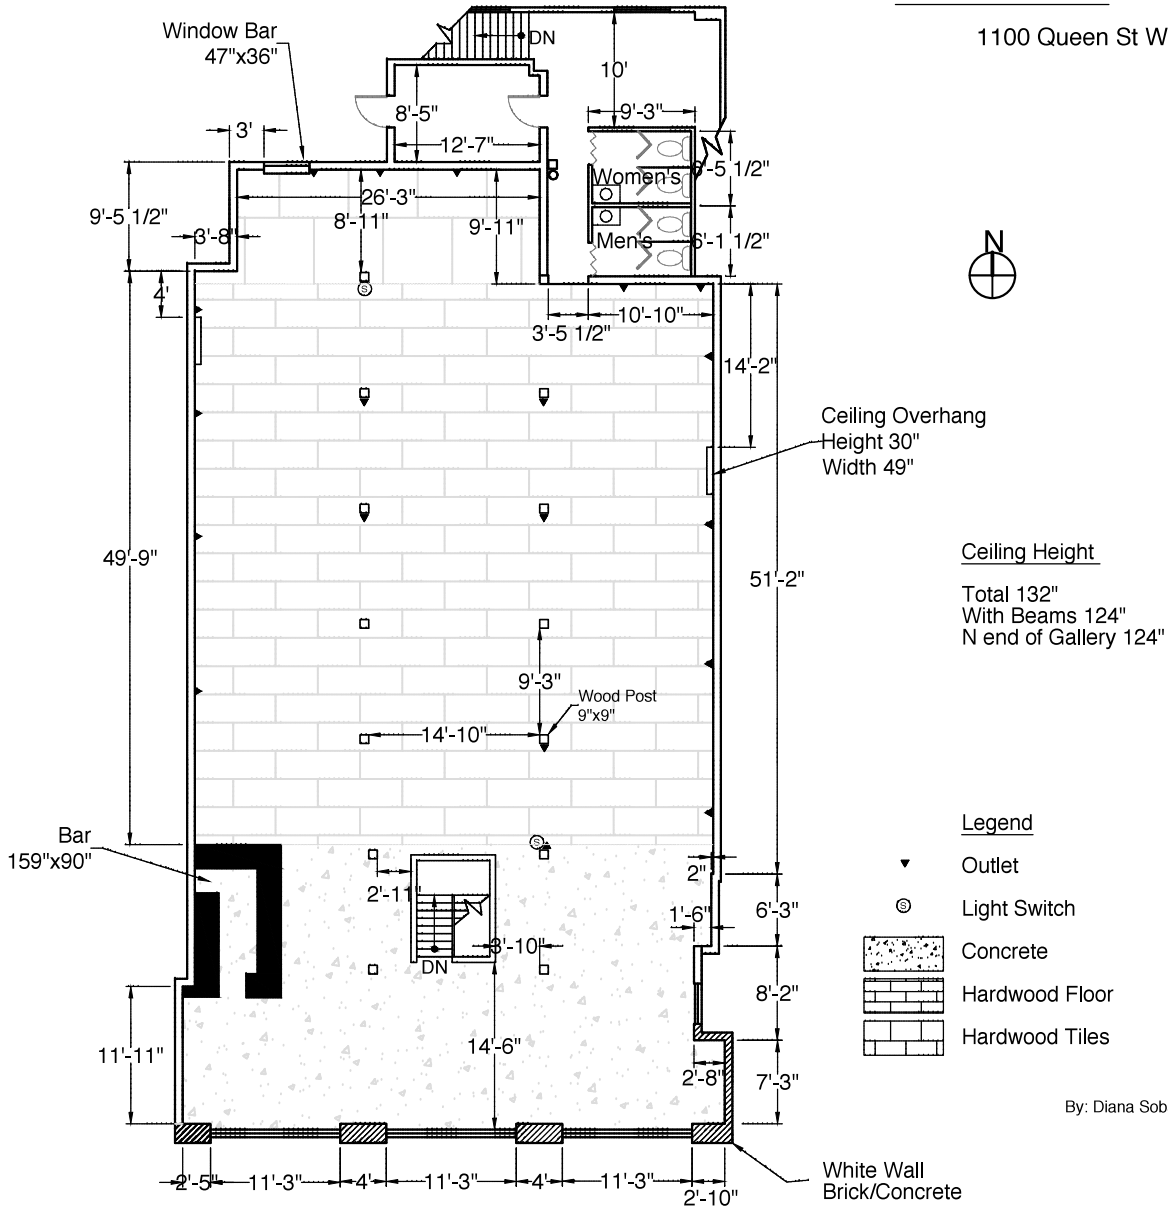 1100 Queen St W
Window Bar
47"x36"
DN
10'
9'-3"
8'-5"
12'-7"
3'
6'-5 1/2"
Women's
26'-3"
9'-5 1/2"
8'-11"
9'-11"
3'-8"
Men's
6'-1 1/2"
N
4'
S
10'-10"
3'-5 1/2"
14'-2"
Ceiling Overhang
Height 30"
Width 49"
49'-9"
51'-2"
Ceiling Height
Total 132"
With Beams 124"
N end of Gallery 124"
9'-3"
Wood Post
9"x9"
14'-10"
Bar
159"x90"
S
2"
2'-11"
1'-6"
6'-3"
3'-10"
DN
8'-2"
11'-11"
14'-6"
2'-8"
7'-3"
Legend
Outlet
S
Light Switch
Concrete
Hardwood Floor
Hardwood Tiles
By: Diana Sob
White Wall
Brick/Concrete
2'-5"
11'-3"
4'
11'-3"
4'
11'-3"
2'-10"